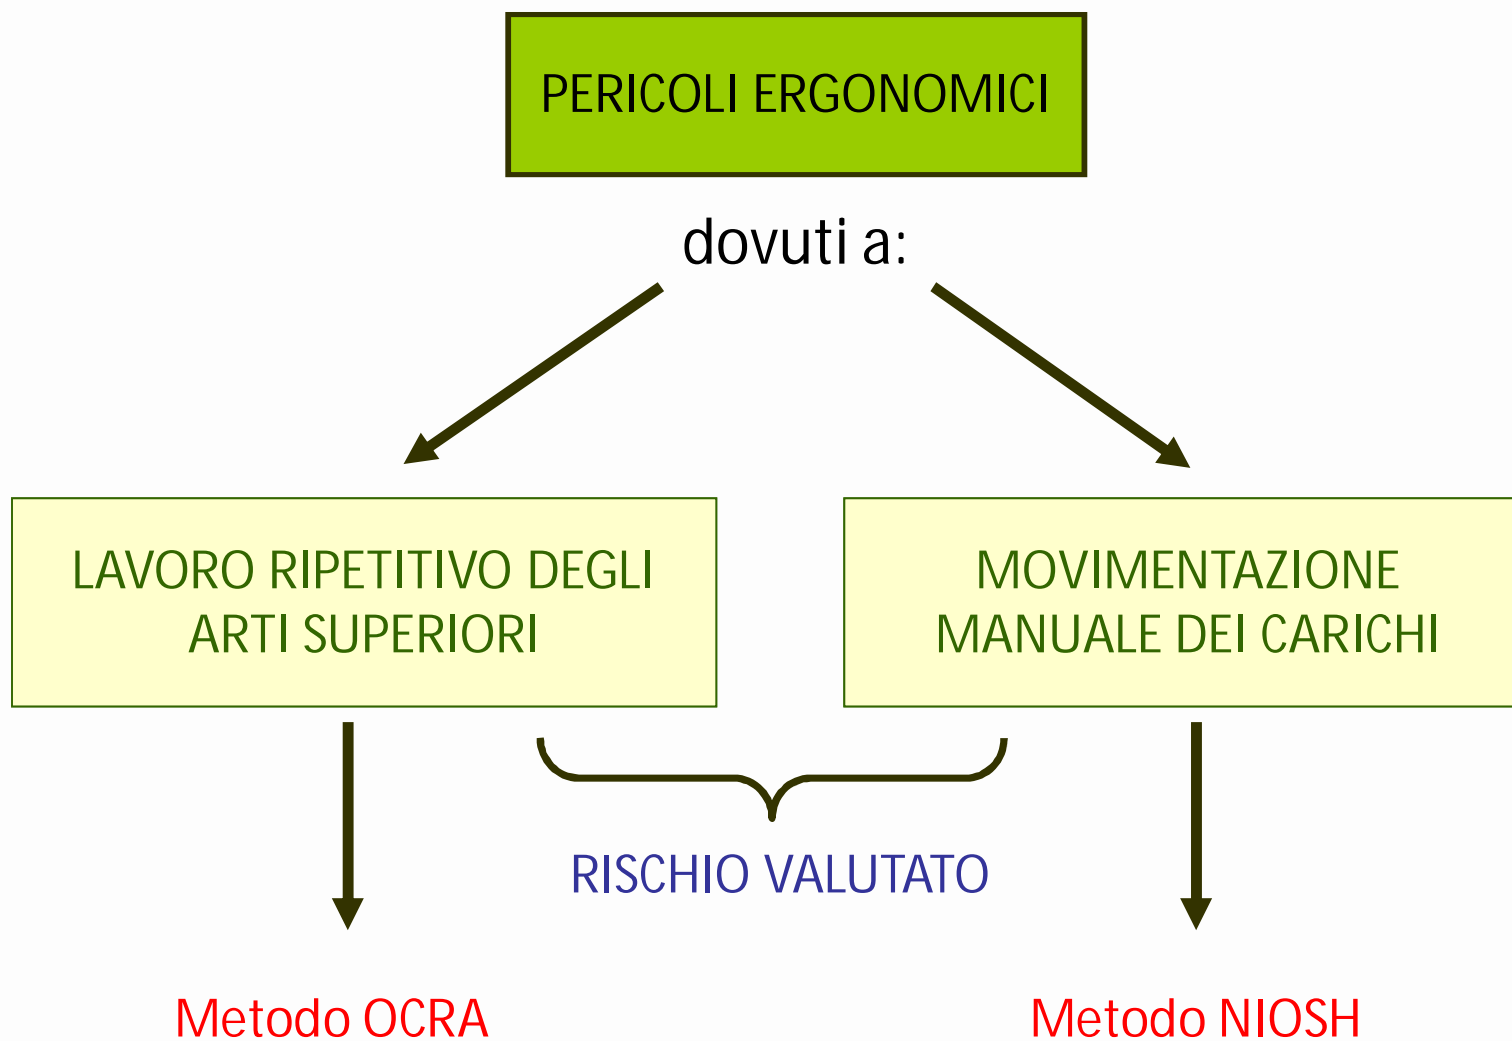 PERICOLI ERGONOMICI
dovuti a:
LAVORO RIPETITIVO DEGLI
ARTI SUPERIORI
MOVIMENTAZIONE
MANUALE DEI CARICHI
RISCHIO VALUTATO
Metodo OCRA
Metodo NIOSH